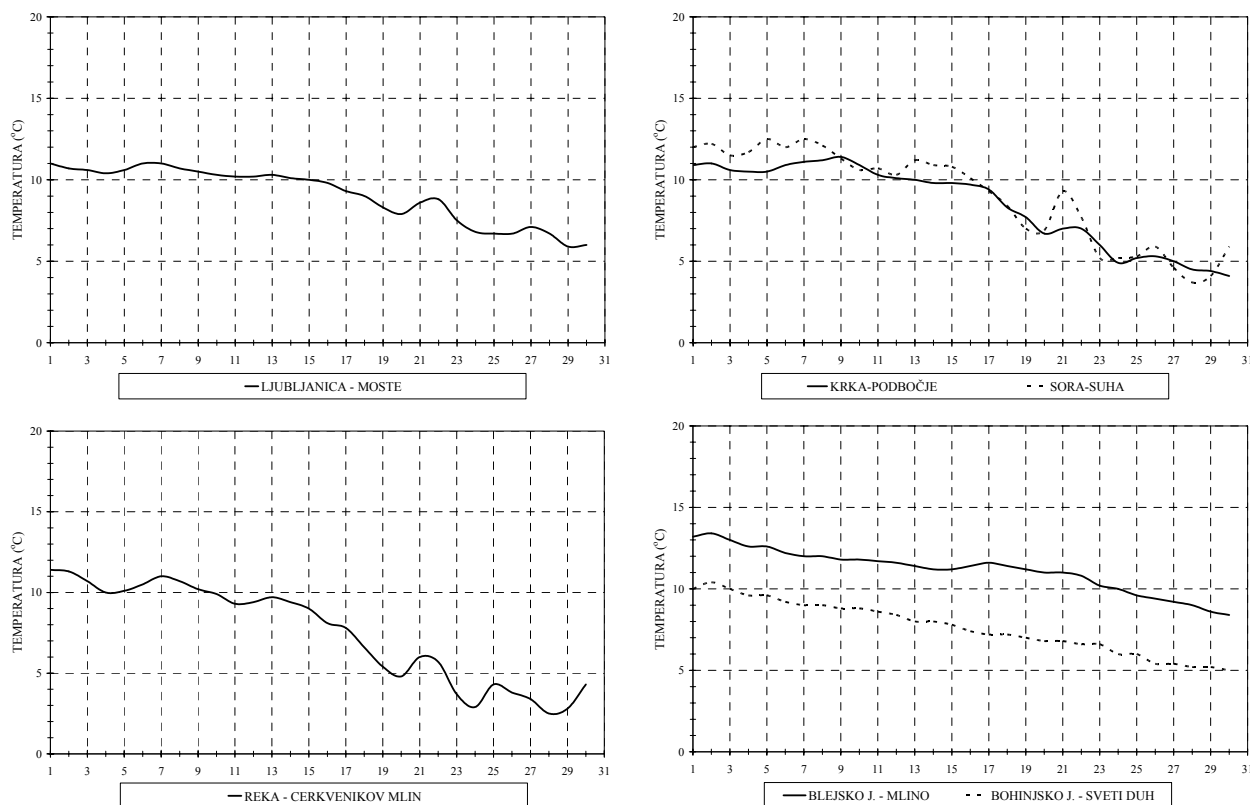 TEMPERATURA (°C)
20
15
10
5
0
1 3 5 7 9 11 13 15 17 19 21 23 25 27 29 31
LJUBLJANICA - MOSTE
TEMPERATURA (°C)
20
15
10
5
0
1 3 5 7 9 11 13 15 17 19 21 23 25 27 29 31
KRKA-PODBOČJE SORA-SUHA
TEMPERATURA (°C)
20
15
10
5
0
1 3 5 7 9 11 13 15 17 19 21 23 25 27 29 31
REKA - CERKVENIKOV MLIN
TEMPERATURA (°C)
20
15
10
5
0
1 3 5 7 9 11 13 15 17 19 21 23 25 27 29 31
BLEJSKO J. - MLINO BOHINJSKO J. - SVETI DUH